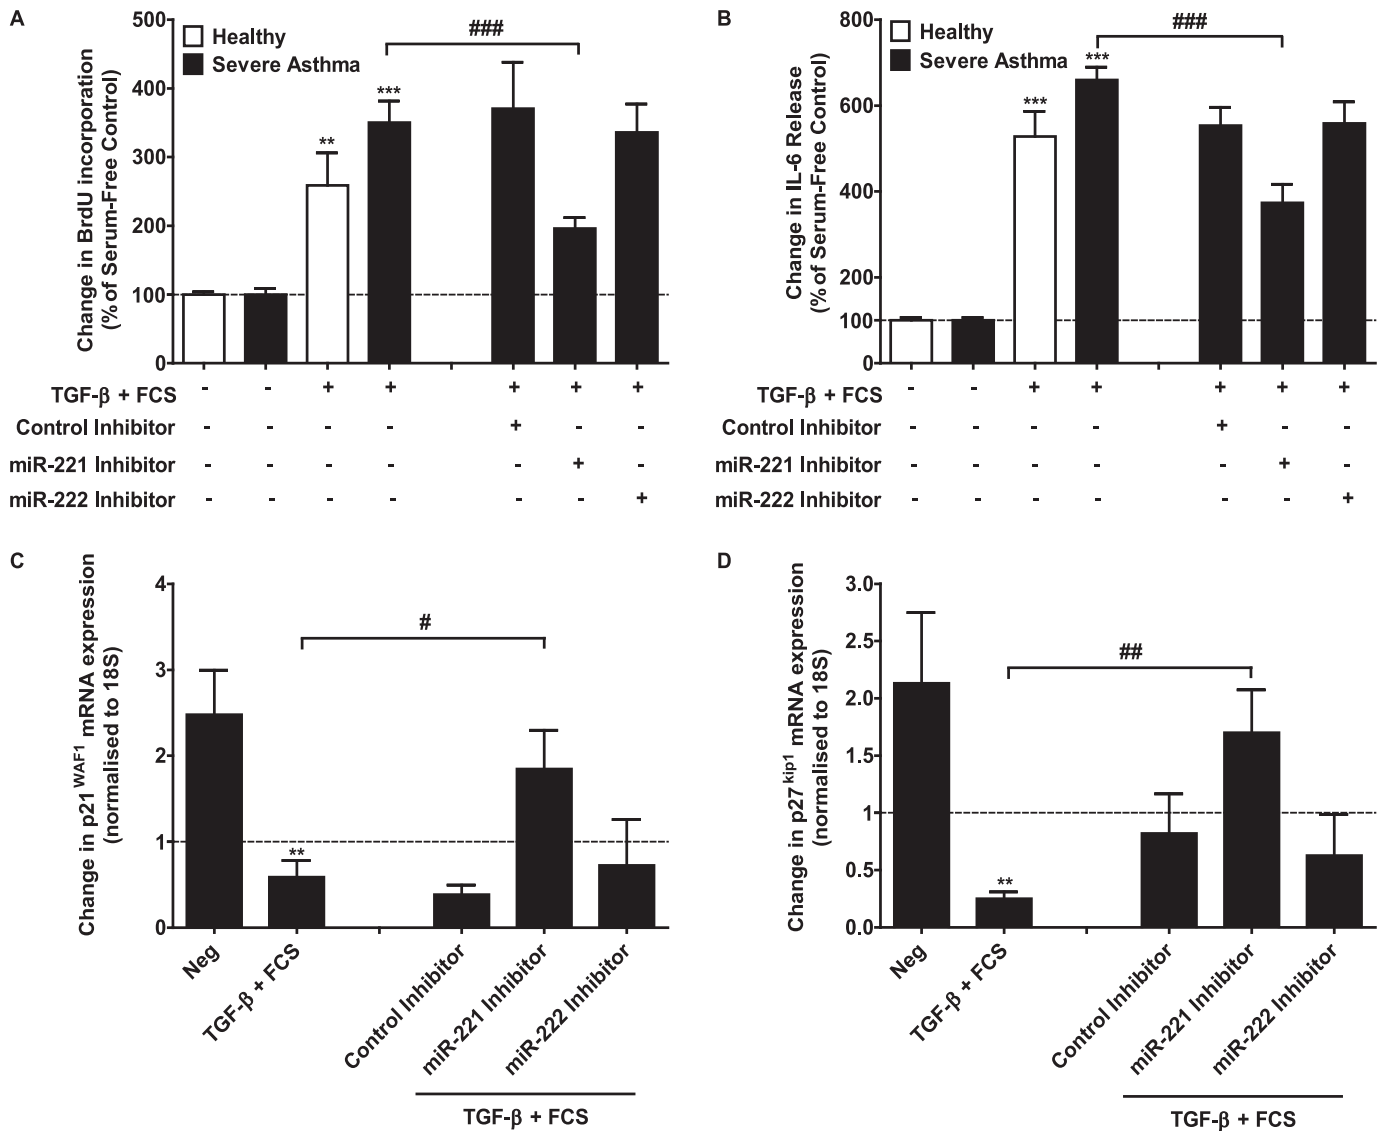 A
Change in BrdU incorporation
(% of Serum-Free Control)
500
400
300
200
100
0
Healthy
Severe Asthma
** *** ###
TGF-β + FCS - - + + + + +
Control Inhibitor - - - - + - -
miR-221 Inhibitor - - - - - + -
miR-222 Inhibitor - - - - - - +
B
Change in IL-6 Release
(% of Serum-Free Control)
800
600
400
200
100
0
Healthy
Severe Asthma
*** *** ###
TGF-β + FCS - - + + + + +
Control Inhibitor - - - - + - -
miR-221 Inhibitor - - - - - + -
miR-222 Inhibitor - - - - - - +
C
Change in p21 WAF1 mRNA expression
(normalised to 18S)
4
3
2
1
0
#
**
Neg
TGF-β + FCS
Control Inhibitor
miR-221 Inhibitor
miR-222 Inhibitor
TGF-β + FCS
D
Change in p27 kip1 mRNA expression
(normalised to 18S)
3.0
2.5
2.0
1.5
1
0.5
0.0
##
**
Neg
TGF-β + FCS
Control Inhibitor
miR-221 Inhibitor
miR-222 Inhibitor
TGF-β + FCS